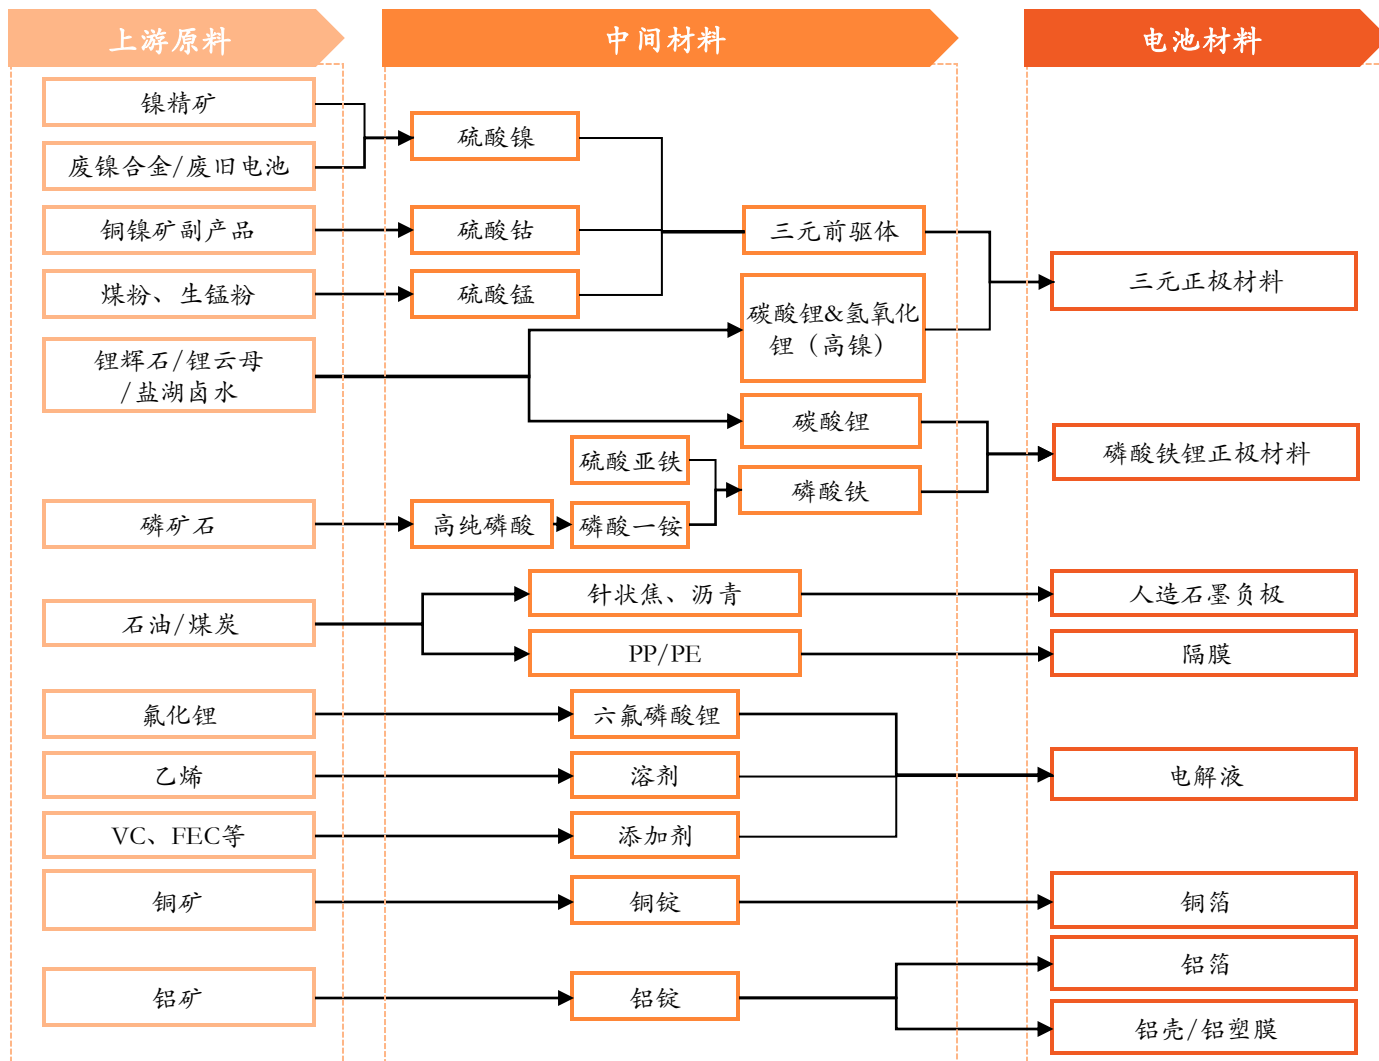 上游原料
中间材料
电池材料
镍精矿
废镍合金/废旧电池
硫酸镍
铜镍矿副产品
硫酸钴
三元前驱体
煤粉、生锰粉
硫酸锰
三元正极材料
碳酸锂&氢氧化
锂（高镍）
锂辉石/锂云母
/盐湖卤水
碳酸锂
硫酸亚铁
磷酸铁
磷酸铁锂正极材料
磷矿石
高纯磷酸
磷酸一铵
石油/煤炭
针状焦、沥青
人造石墨负极
PP/PE
隔膜
氟化锂
六氟磷酸锂
乙烯
溶剂
电解液
VC、FEC等
添加剂
铜矿
铜锭
铜箔
铝矿
铝锭
铝箔
铝壳/铝塑膜